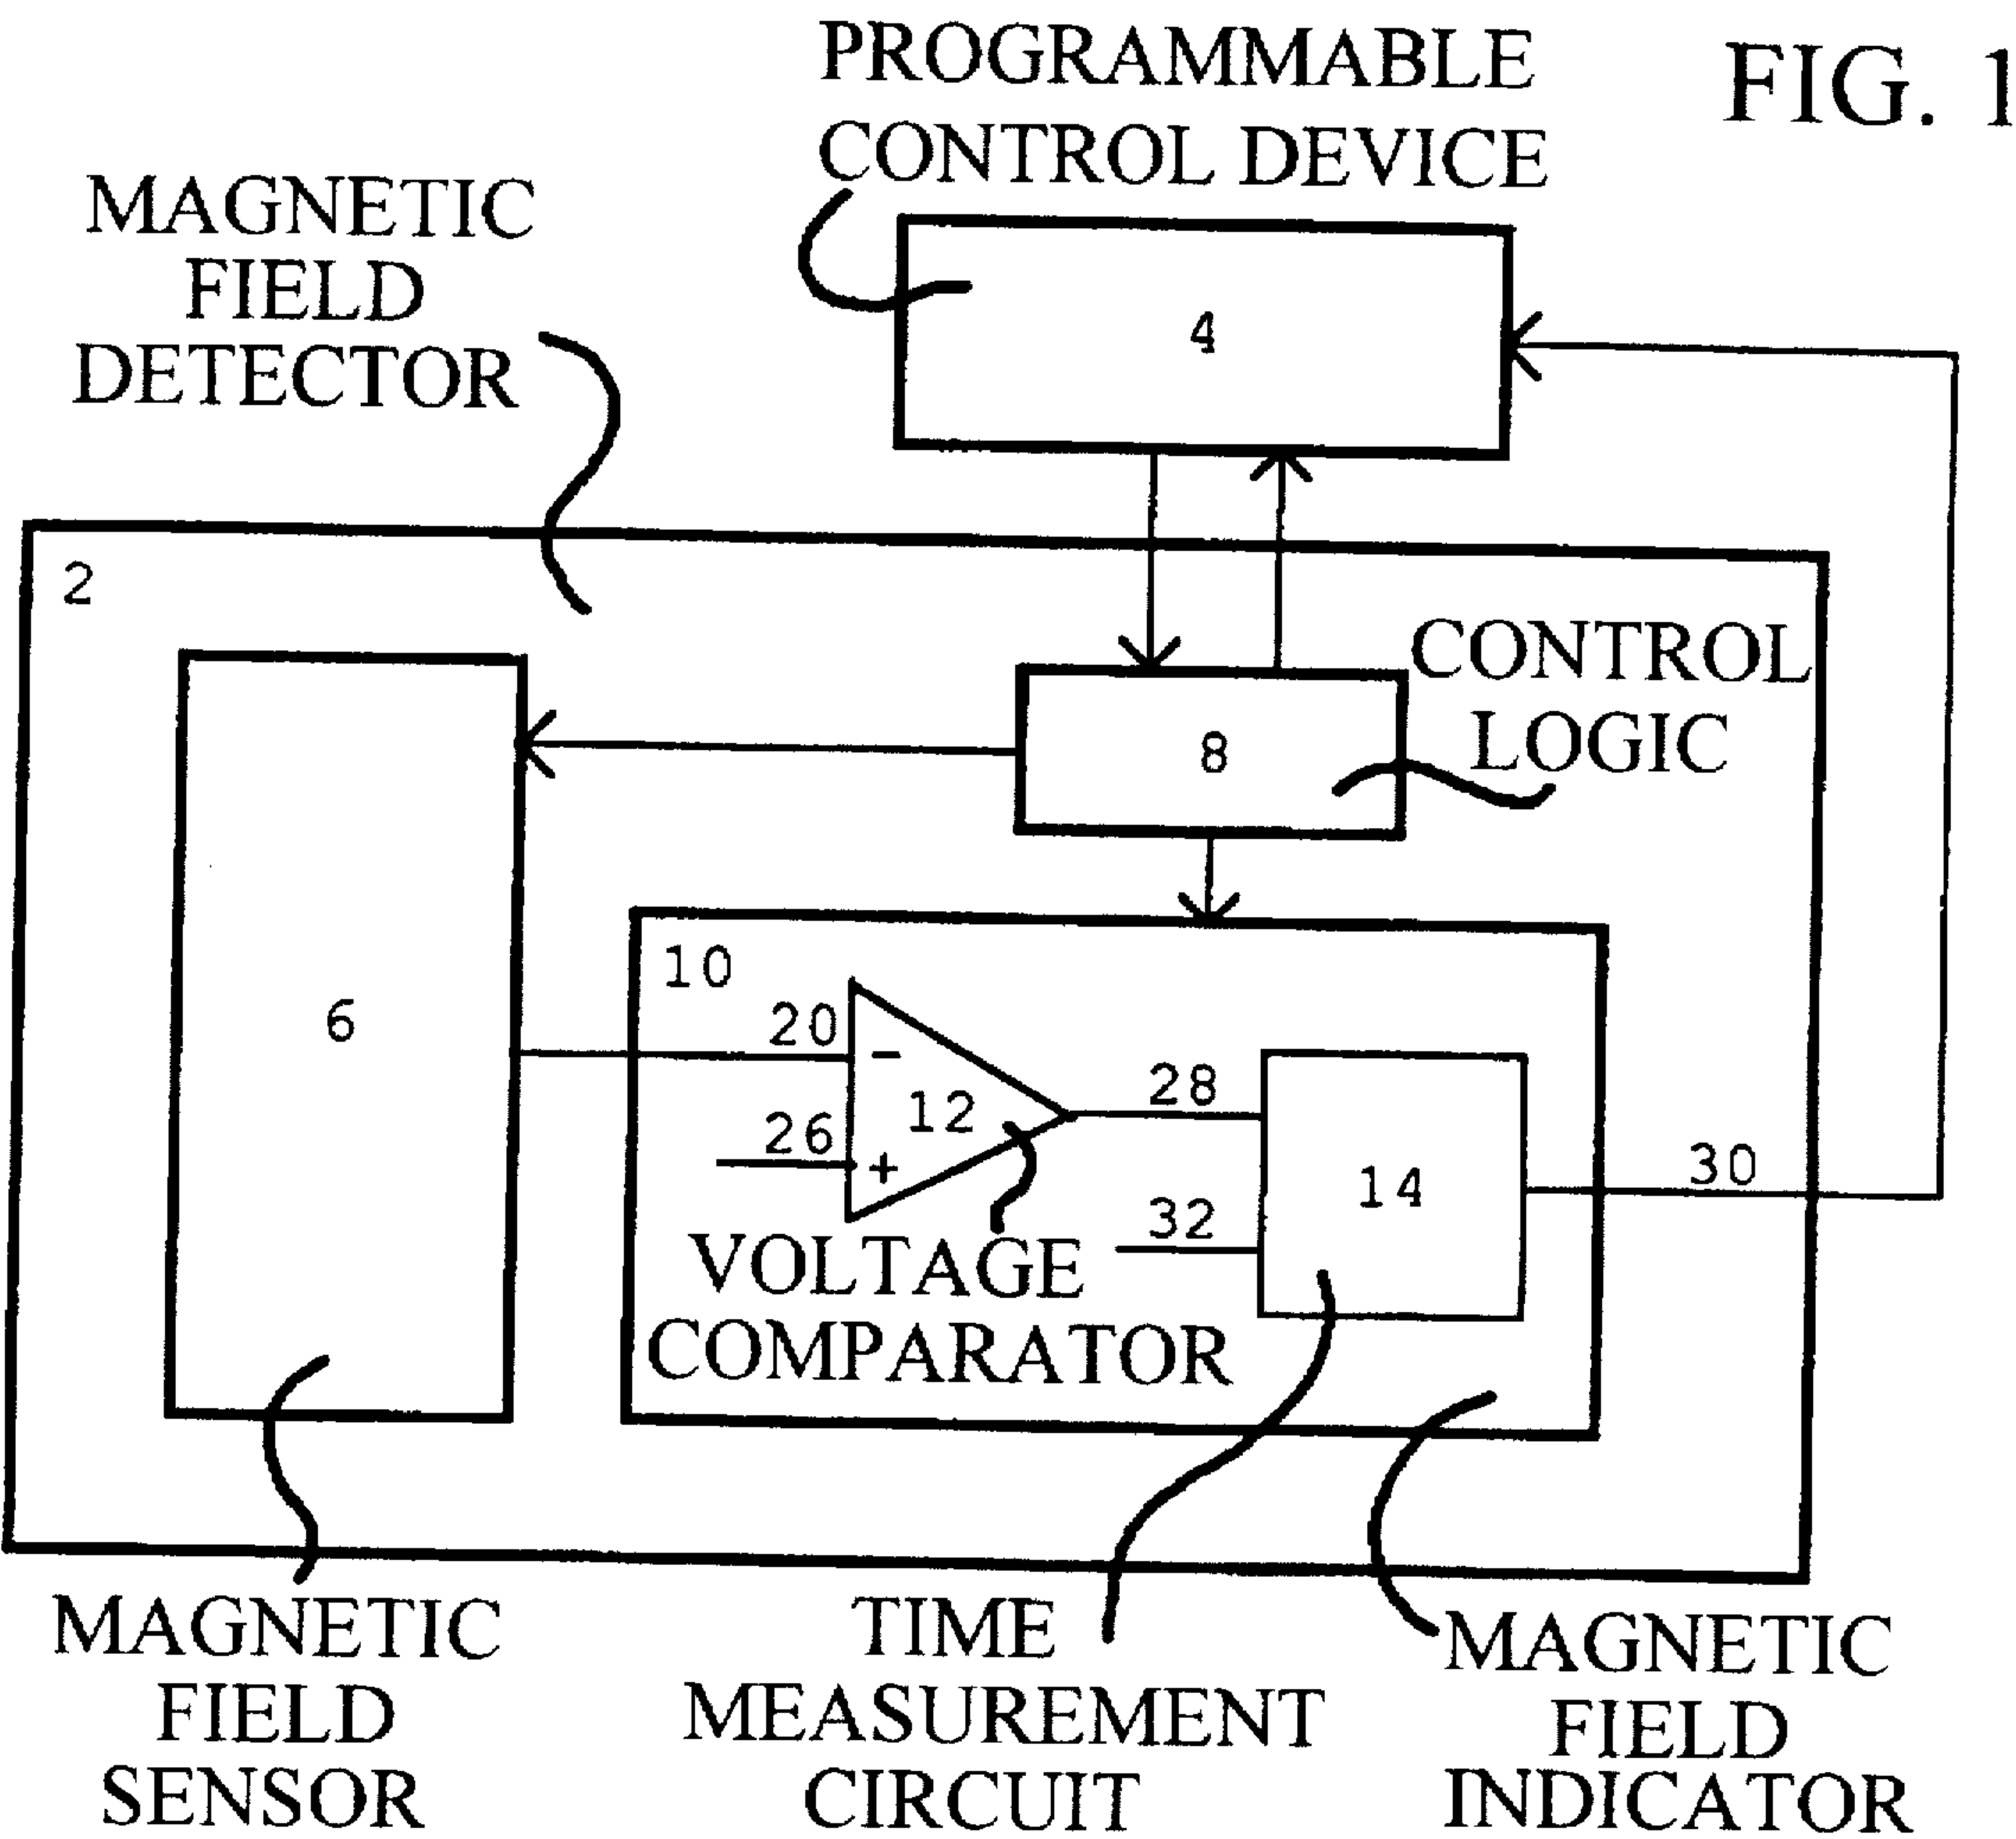 PROGRAMMABLE
CONTROL DEVICE
FIG. 1
MAGNETIC
FIELD
DETECTOR
4
2
CONTROL
LOGIC
8
6
10
20
-
12
26
+
28
32
14
30
VOLTAGE
COMPARATOR
MAGNETIC
FIELD
SENSOR
TIME
MEASUREMENT
CIRCUIT
MAGNETIC
FIELD
INDICATOR